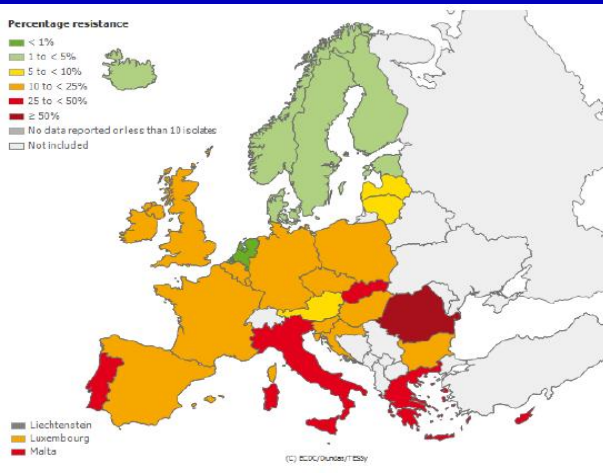 Percentage resistance
< 1%
1 to < 5%
5 to < 10%
10 to < 25%
25 to < 50%
≥ 50%
No data reported or less than 10 isolates
Not included
Liechtenstein
Luxembourg
Malta
(C) ECDC/Dundas/TESSy